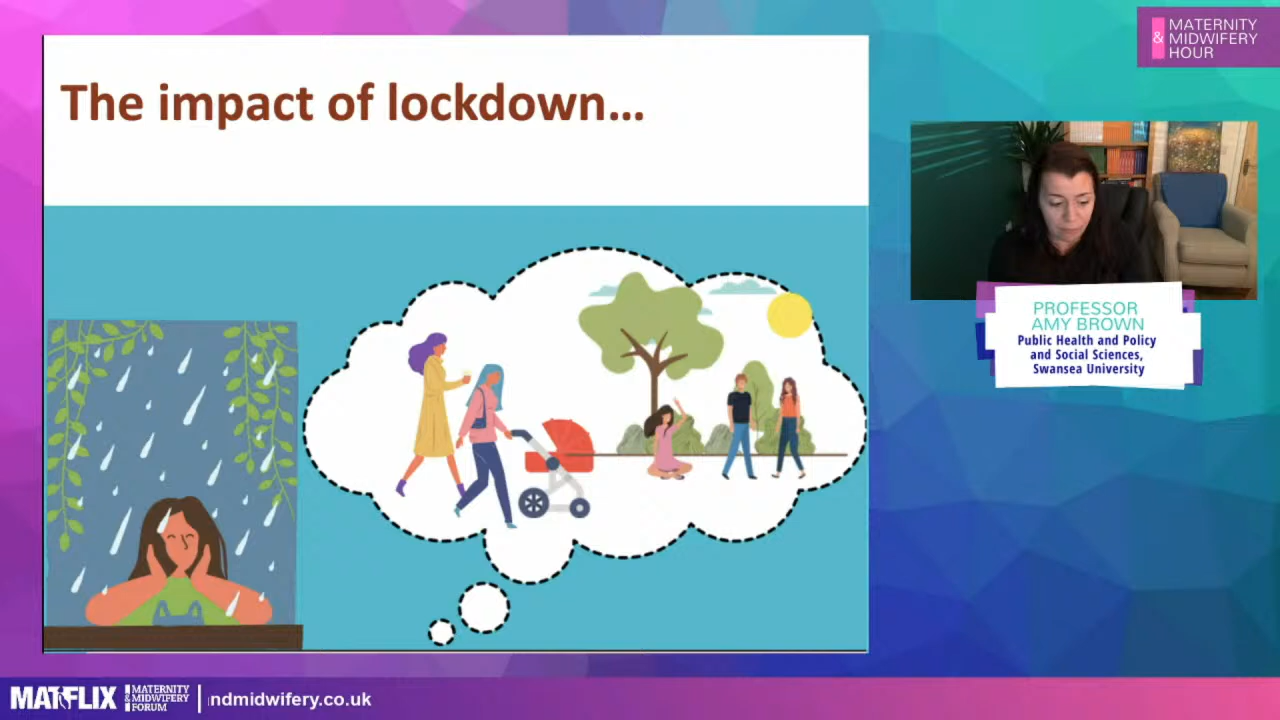 The impact of lockdown...
MATERNITY
& MIDWIFERY
HOUR
PROFESSOR
AMY BROWN
Public Health and Policy
and Social Sciences,
Swansea University
MATFLIX
MATERNITY
& MIDWIFERY
FORUM
ndmidwifery.co.uk